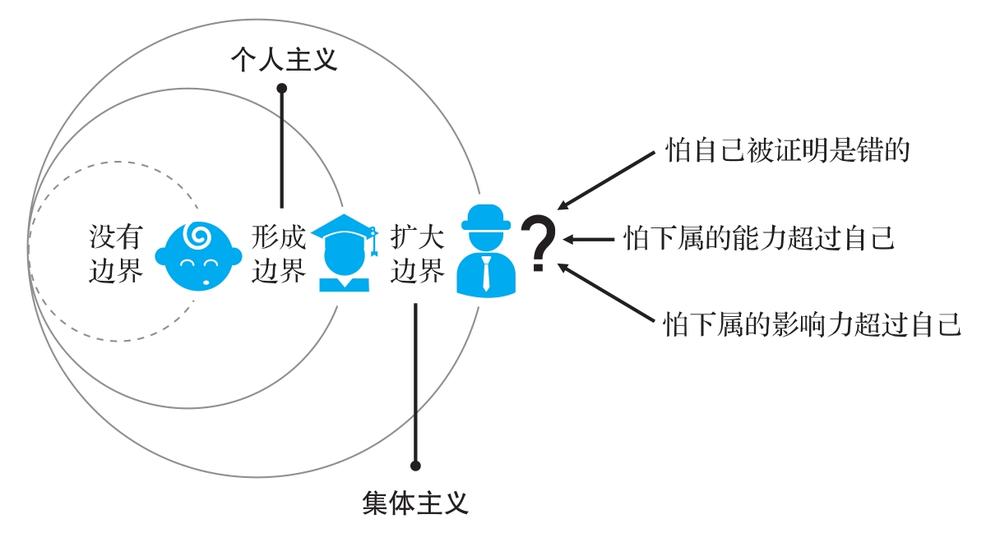 个人主义
没有
边界
形成
边界
扩大
边界
?
怕自己被证明是错的
怕下属的能力超过自己
怕下属的影响力超过自己
集体主义